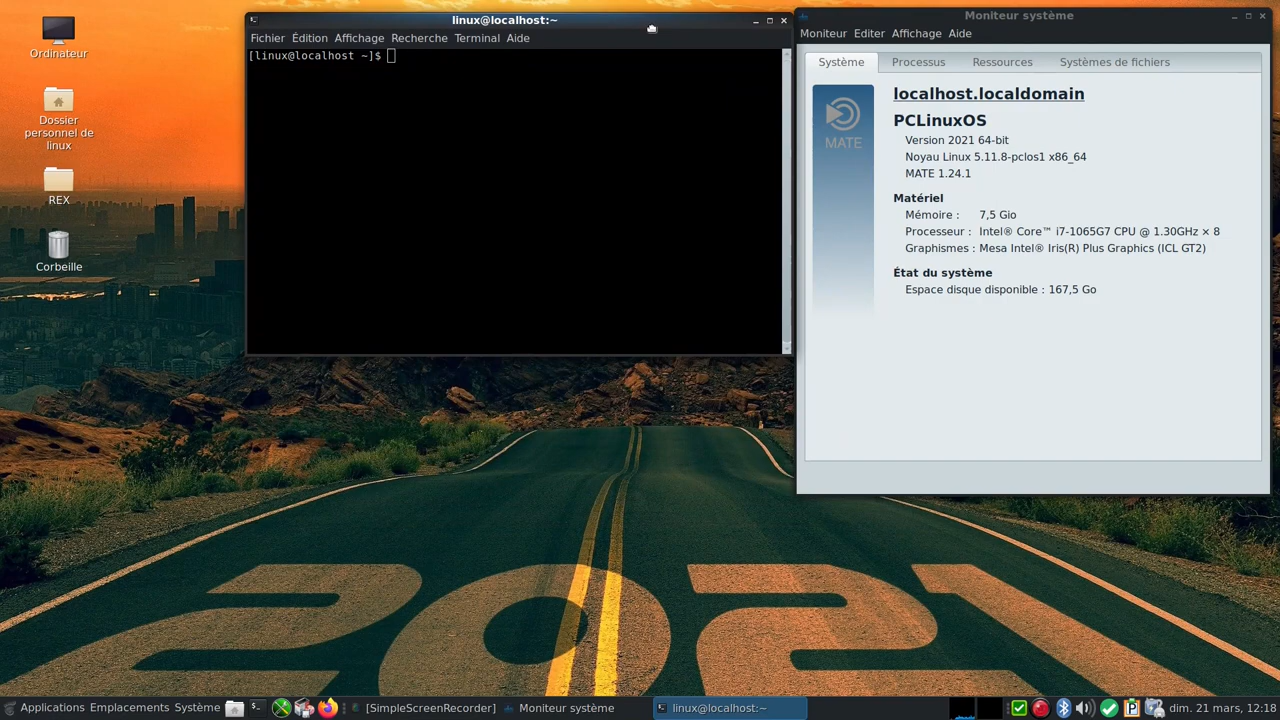 Ordinateur
Dossier
personnel de
linux
REX
Corbeille
linux@localhost:~
Fichier Édition Affichage Recherche Terminal Aide
[linux@localhost ~]$
Moniteur système
Moniteur Editer Affichage Aide
Système Processus Ressources Systèmes de fichiers
MATE
localhost.localdomain
PCLinuxOS
Version 2021 64-bit
Noyau Linux 5.11.8-pclos1 x86_64
MATE 1.24.1
Matériel
Mémoire : 7,5 Gio
Processeur : Intel® Core™ i7-1065G7 CPU @ 1.30GHz × 8
Graphismes : Mesa Intel® Iris(R) Plus Graphics (ICL GT2)
État du système
Espace disque disponible : 167,5 Go
2021
Applications Emplacements Système [SimpleScreenRecorder] Moniteur système linux@localhost:~ dim. 21 mars, 12:18